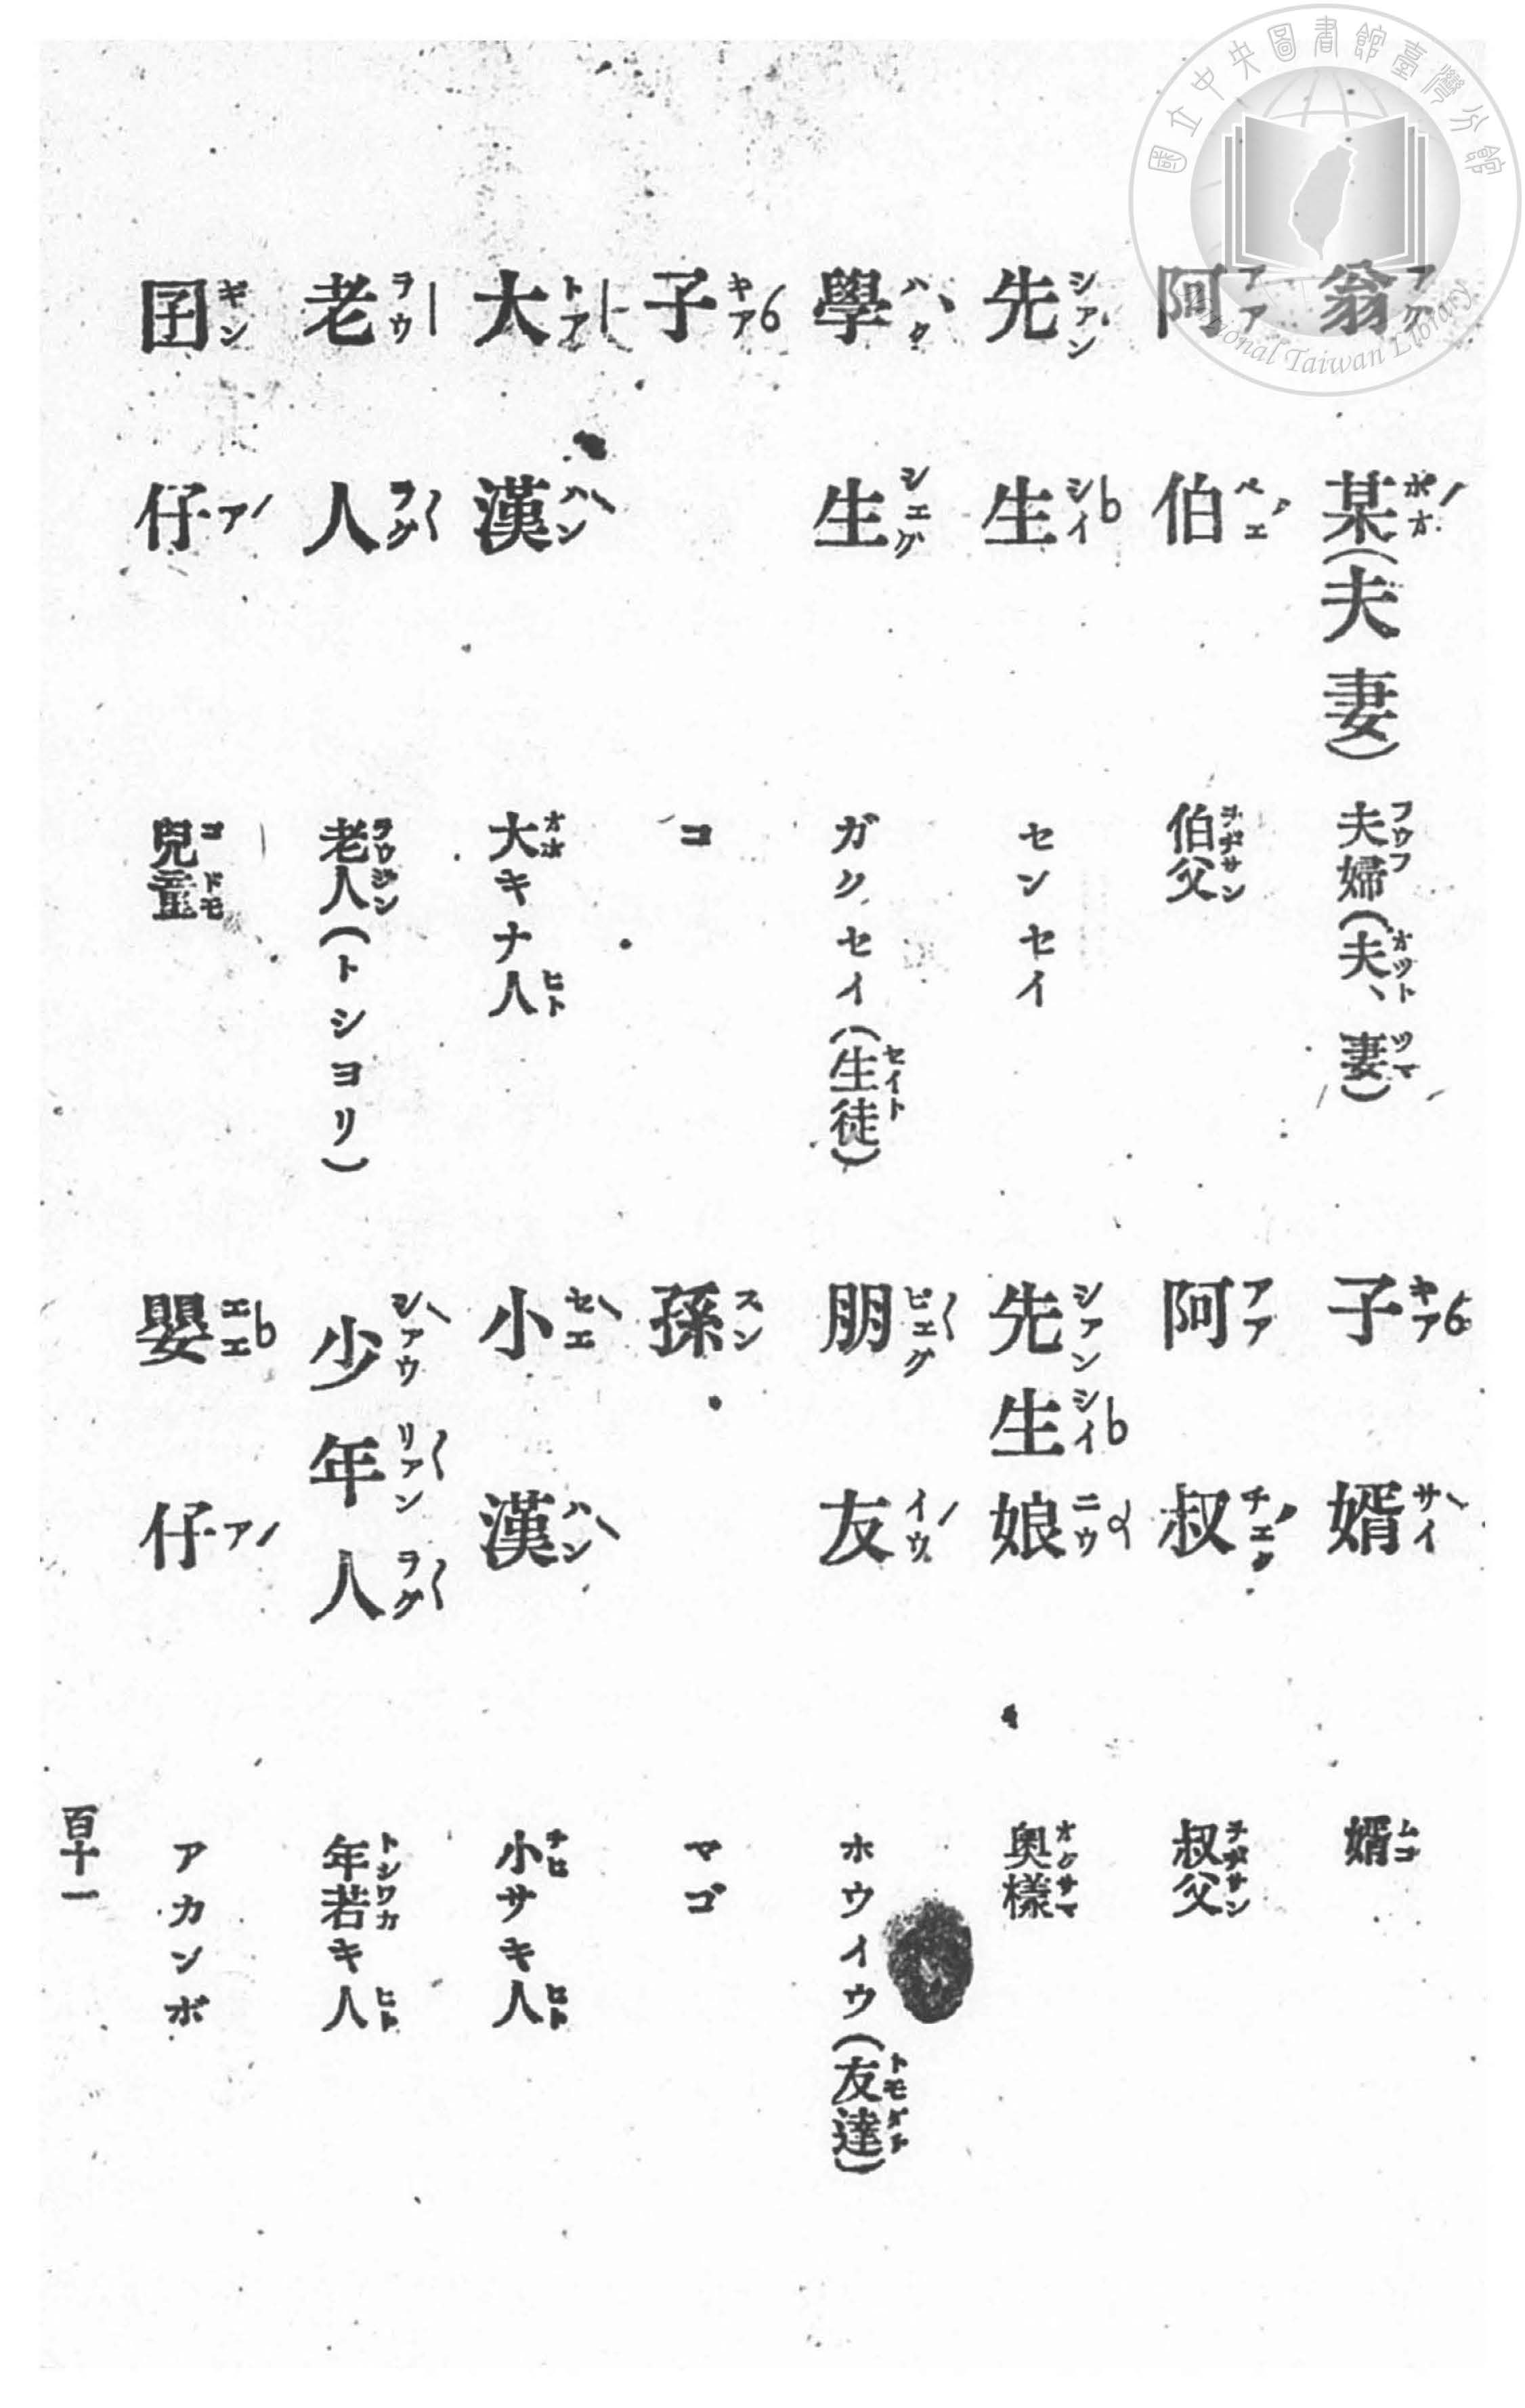 翁某(夫妻) 夫婦(夫、妻) 子婿 婿
阿伯 伯父 阿叔 叔父
先生 センセイ 先生娘 奥樣
學生 ガクセイ(生徒) 朋友 ホウイウ(友達)
子 コ 孫 マゴ
大漢 大キナ人 小漢 小サキ人
老人 老人(トシヨリ) 少年人 年若キ人
囝仔 兒童 嬰仔 アカンボ
百十一
國立中央圖書館臺灣分館
National Taiwan Library